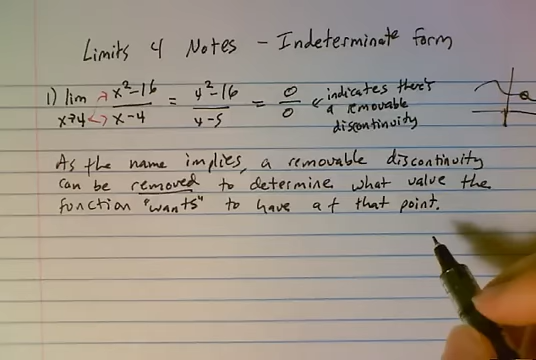 Limits 4 Notes - Indeterminate form
1) lim x→4 x²-16 / x-4 = 4²-16 / 4-5 = 0/0 ← indicates there's a removable discontinuity
As the name implies, a removable discontinuity
can be removed to determine what value the
function "wants" to have at that point.